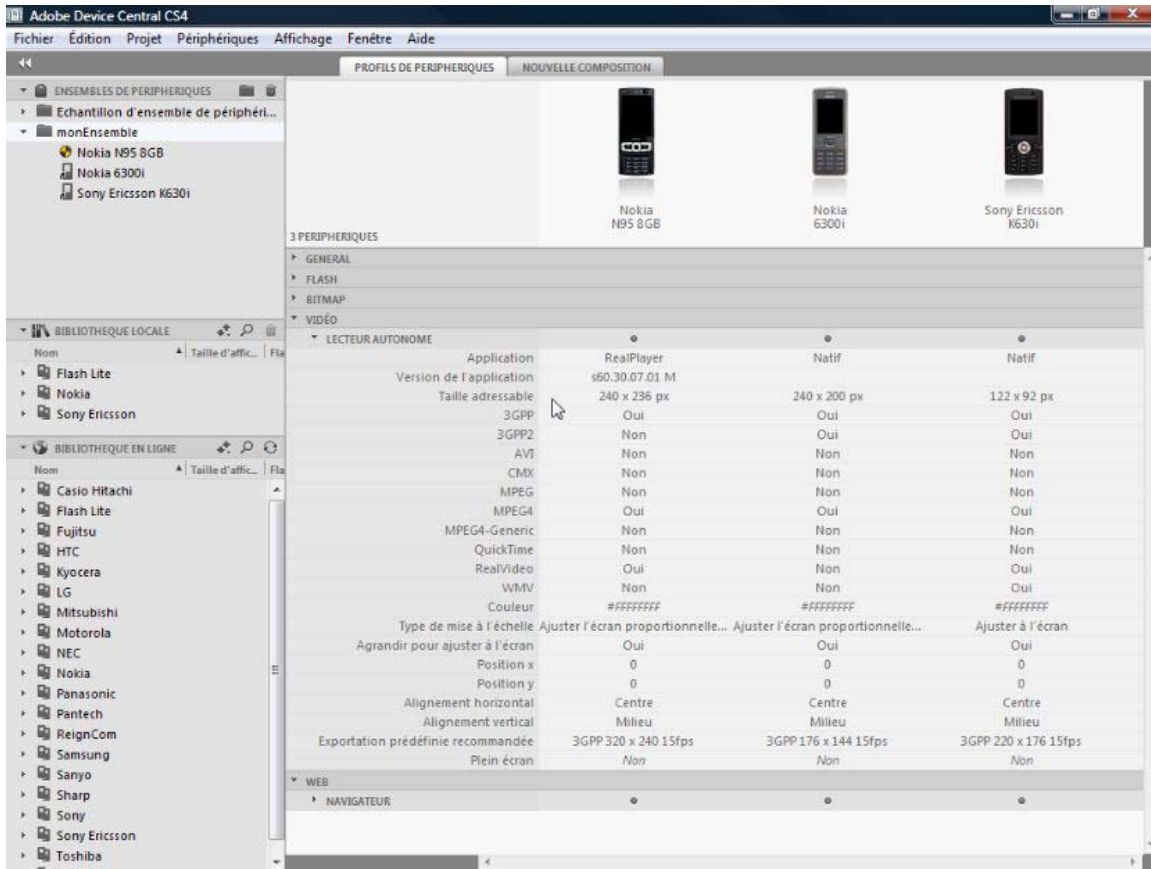 Adobe Device Central CS4
Fichier Édition Projet Périphériques Affichage Fenêtre Aide
PROFILS DE PERIPHERIQUES NOUVELLE COMPOSITION
ENSEMBLES DE PERIPHERIQUES
Echantillon d'ensemble de périphéri...
monEnsemble
Nokia N95 8GB
Nokia 6300i
Sony Ericsson K630i
BIBLIOTHEQUE LOCALE
Nom Taille d'affic... Fla
Flash Lite
Nokia
Sony Ericsson
BIBLIOTHEQUE EN LIGNE
Nom Taille d'affic... Fla
Casio Hitachi
Flash Lite
Fujitsu
HTC
Kyocera
LG
Mitsubishi
Motorola
NEC
Nokia
Panasonic
Pantech
ReignCom
Samsung
Sanyo
Sharp
Sony
Sony Ericsson
Toshiba
Nokia Nokia Sony Ericsson
N95 8GB 6300i K630i
3 PERIPHERIQUES
GENERAL
FLASH
BITMAP
VIDÉO
LECTEUR AUTONOME
Application RealPlayer Natif Natif
Version de l'application s60.30.07.01 M
Taille adressable 240 x 236 px 240 x 200 px 122 x 92 px
3GPP Oui Oui Oui
3GPP2 Non Oui Oui
AVI Non Non Non
CMX Non Non Non
MPEG Non Non Non
MPEG4 Oui Oui Oui
MPEG4-Generic Non Non Non
QuickTime Non Non Non
RealVideo Oui Non Oui
WMV Non Non Oui
Couleur #FFFFFFFF #FFFFFFFF #FFFFFFFF
Type de mise à l'échelle Ajuster l'écran proportionnelle... Ajuster l'écran proportionnelle... Ajuster à l'écran
Agrandir pour ajuster à l'écran Oui Oui Oui
Position x 0 0 0
Position y 0 0 0
Alignement horizontal Centre Centre Centre
Alignement vertical Milieu Milieu Milieu
Exportation prédéfinie recommandée 3GPP 320 x 240 15fps 3GPP 176 x 144 15fps 3GPP 220 x 176 15fps
Plein écran Non Non Non
WEB
NAVIGATEUR